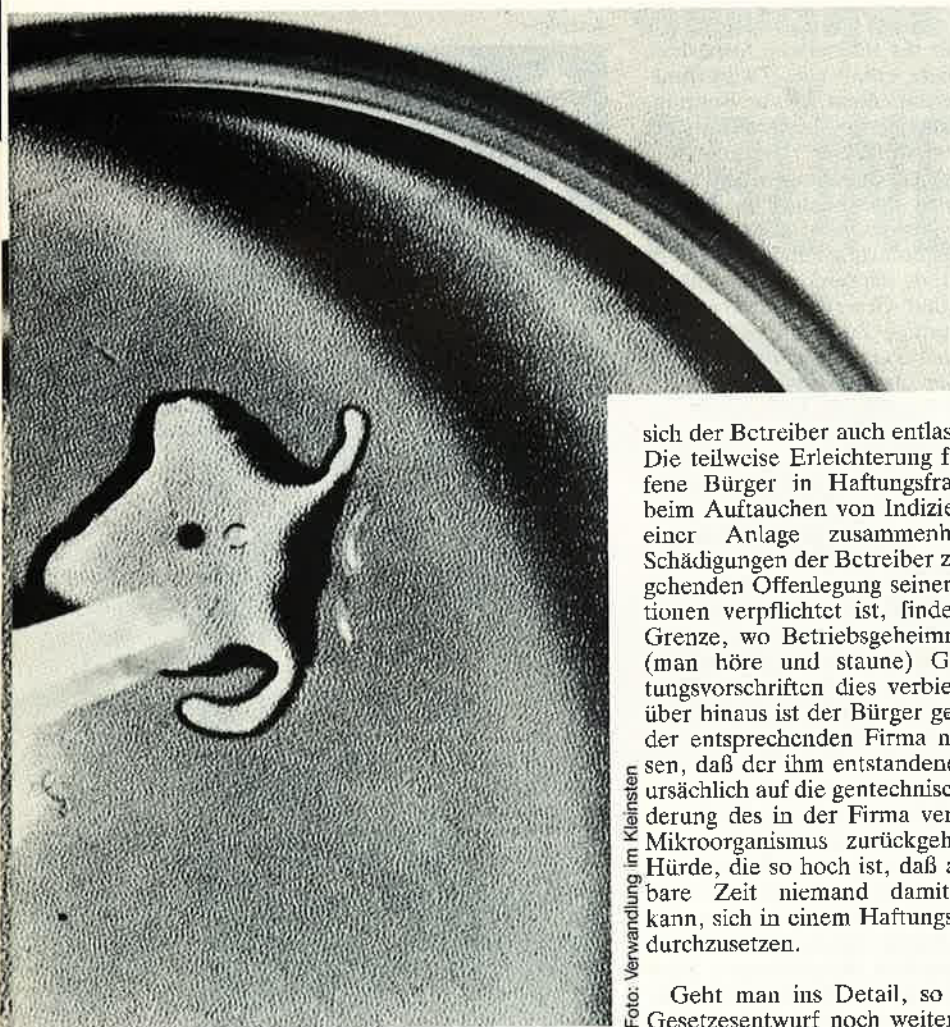 sich der Betreiber auch entlas
Die teilweise Erleichterung f
fene Bürger in Haftungsfra
beim Auftauchen von Indizie
einer Anlage zusammenh
Schädigungen der Betreiber z
gehenden Offenlegung seiner
tionen verpflichtet ist, finde
Grenze, wo Betriebsgeheimn
(man höre und staune) G
tungsvorschriften dies verbie
über hinaus ist der Bürger ge
der entsprechenden Firma n
sen, daß der ihm entstandene
ursächlich auf die gentechnisc
derung des in der Firma ver
Mikroorganismus zurückgeh
Hürde, die so hoch ist, daß a
bare Zeit niemand damit
kann, sich in einem Haftungs
durchzusetzen.
Geht man ins Detail, so
Gesetzesentwurf noch weiter
Foto: Verwandlung im Kleinsten